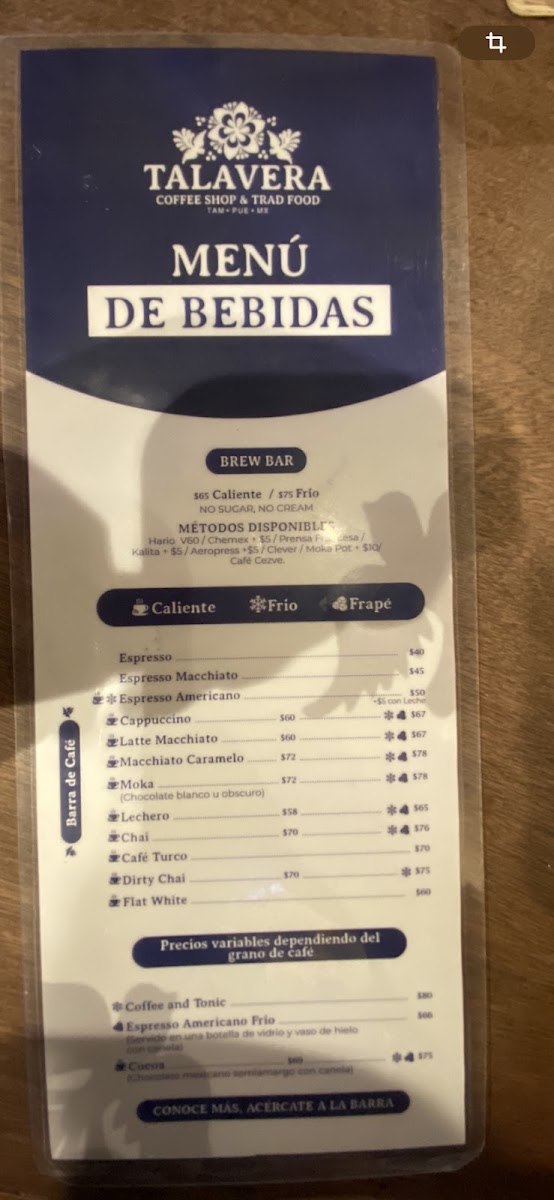 TALAVERA
COFFEE SHOP & TRAD FOOD
TAM • PUE • MX
MENÚ
DE BEBIDAS
BREW BAR
$65 Caliente / $75 Frío
NO SUGAR, NO CREAM
MÉTODOS DISPONIBLES
Hario V60 / Chemex + $5 / Prensa Francesa /
Kalita + $5 / Aeropress +$5 / Clever / Moka Pot + $10/
Café Cezve.
Caliente Frio Frapé
Barra de Café
Espresso $40
Espresso Macchiato $45
Espresso Americano $50
+$5 con Leche
Cappuccino $60 $67
Latte Macchiato $60 $67
Macchiato Caramelo $72 $78
Moka $72 $78
(Chocolate blanco u obscuro)
Lechero $58 $65
Chai $70 $76
Café Turco $70
Dirty Chai $70 $75
Flat White $60
Precios variables dependiendo del
grano de café
Coffee and Tonic $80
Espresso Americano Frío
(Servido en una botella de vidrio y vaso de hielo
con canela)
Cocoa $69 $75
(Chocolate mexicano semiamargo con canela)
CONOCE MÁS, ACÉRCATE A LA BARRA